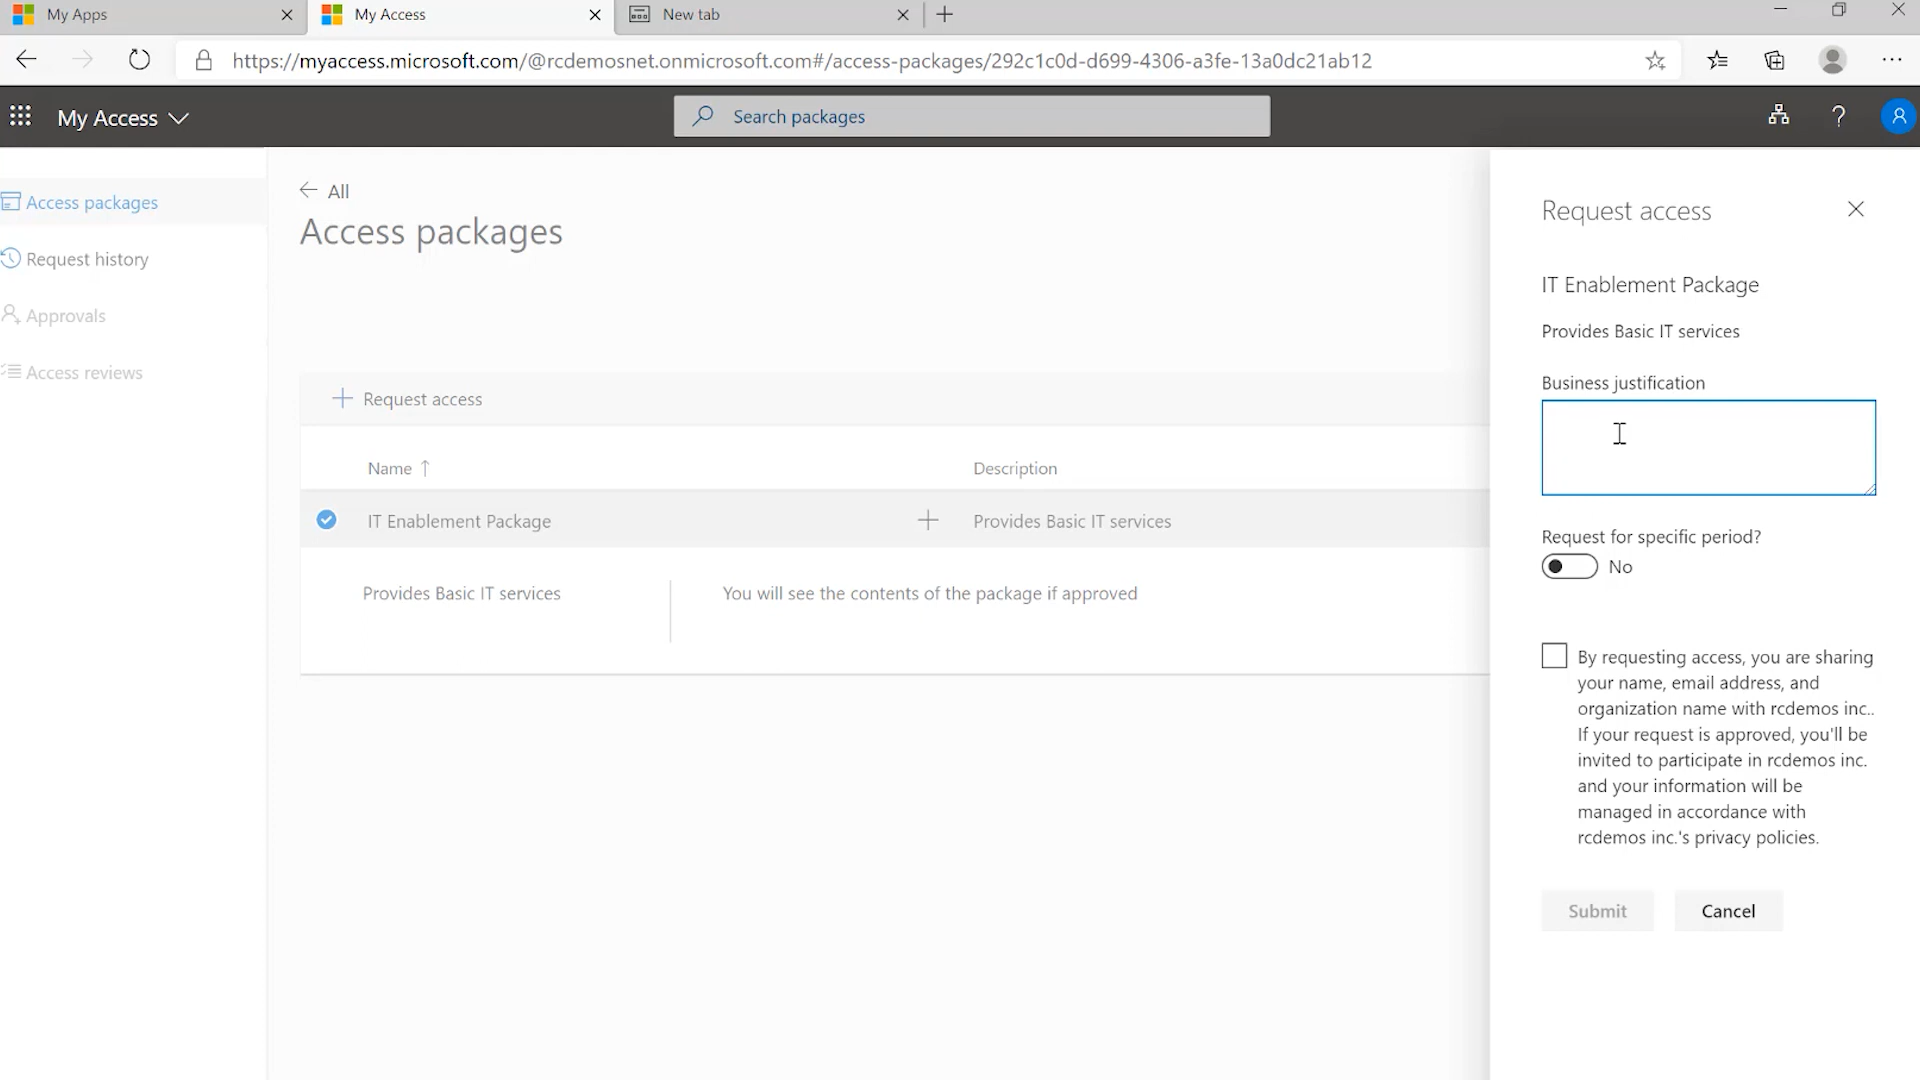 My Apps
My Access
New tab
https://myaccess.microsoft.com/@rcdemosnet.onmicrosoft.com#/access-packages/292c1c0d-d699-4306-a3fe-13a0dc21ab12
My Access
Search packages
?
Access packages
Request history
Approvals
Access reviews
All
Access packages
Request access
Name
Description
IT Enablement Package
Provides Basic IT services
Provides Basic IT services
You will see the contents of the package if approved
Request access
IT Enablement Package
Provides Basic IT services
Business justification
Request for specific period?
No
By requesting access, you are sharing
your name, email address, and
organization name with rcdemos inc..
If your request is approved, you'll be
invited to participate in rcdemos inc.
and your information will be
managed in accordance with
rcdemos inc.'s privacy policies.
Submit
Cancel